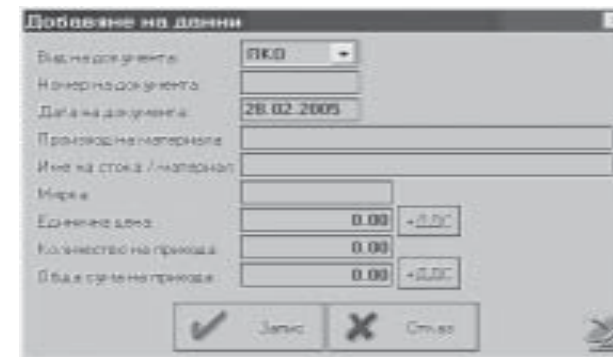 Добавяне на данни
Вид на документа ПКО
Номер на документа
Дата на документа 28.02.2005
Произход на материала
Име на стока / материал
Мярка
Единична цена 0.00 +ДДС
Количество на прихода 0.00
Обща сума на прихода 0.00 +ДДС
Запис Отказ